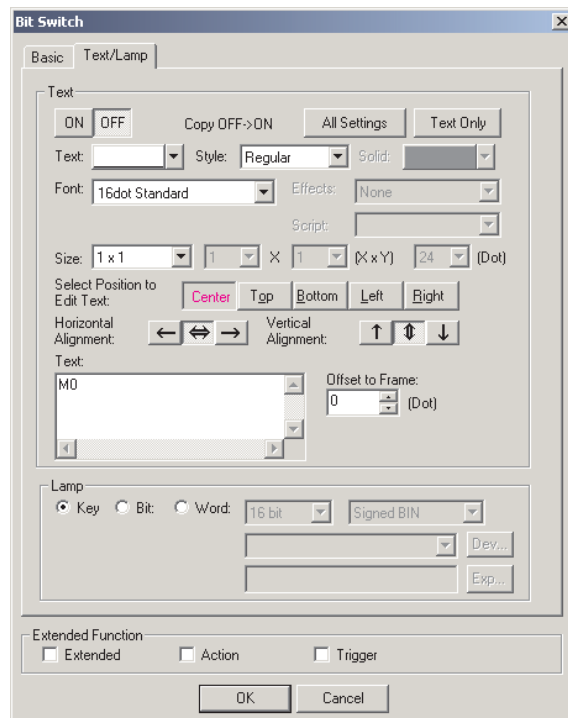 Bit Switch
Basic Text/Lamp
Text
ON OFF Copy OFF->ON All Settings Text Only
Text: Style: Regular Solid:
Font: 16dot Standard Effects: None
Script:
Size: 1 x 1 1 X 1 (X x Y) 24 (Dot)
Select Position to
Edit Text: Center Top Bottom Left Right
Horizontal
Alignment: Vertical
Alignment:
Text:
M0
Offset to Frame:
0 (Dot)
Lamp
Key Bit: Word: 16 bit Signed BIN
Dev...
Exp...
Extended Function
Extended Action Trigger
OK Cancel